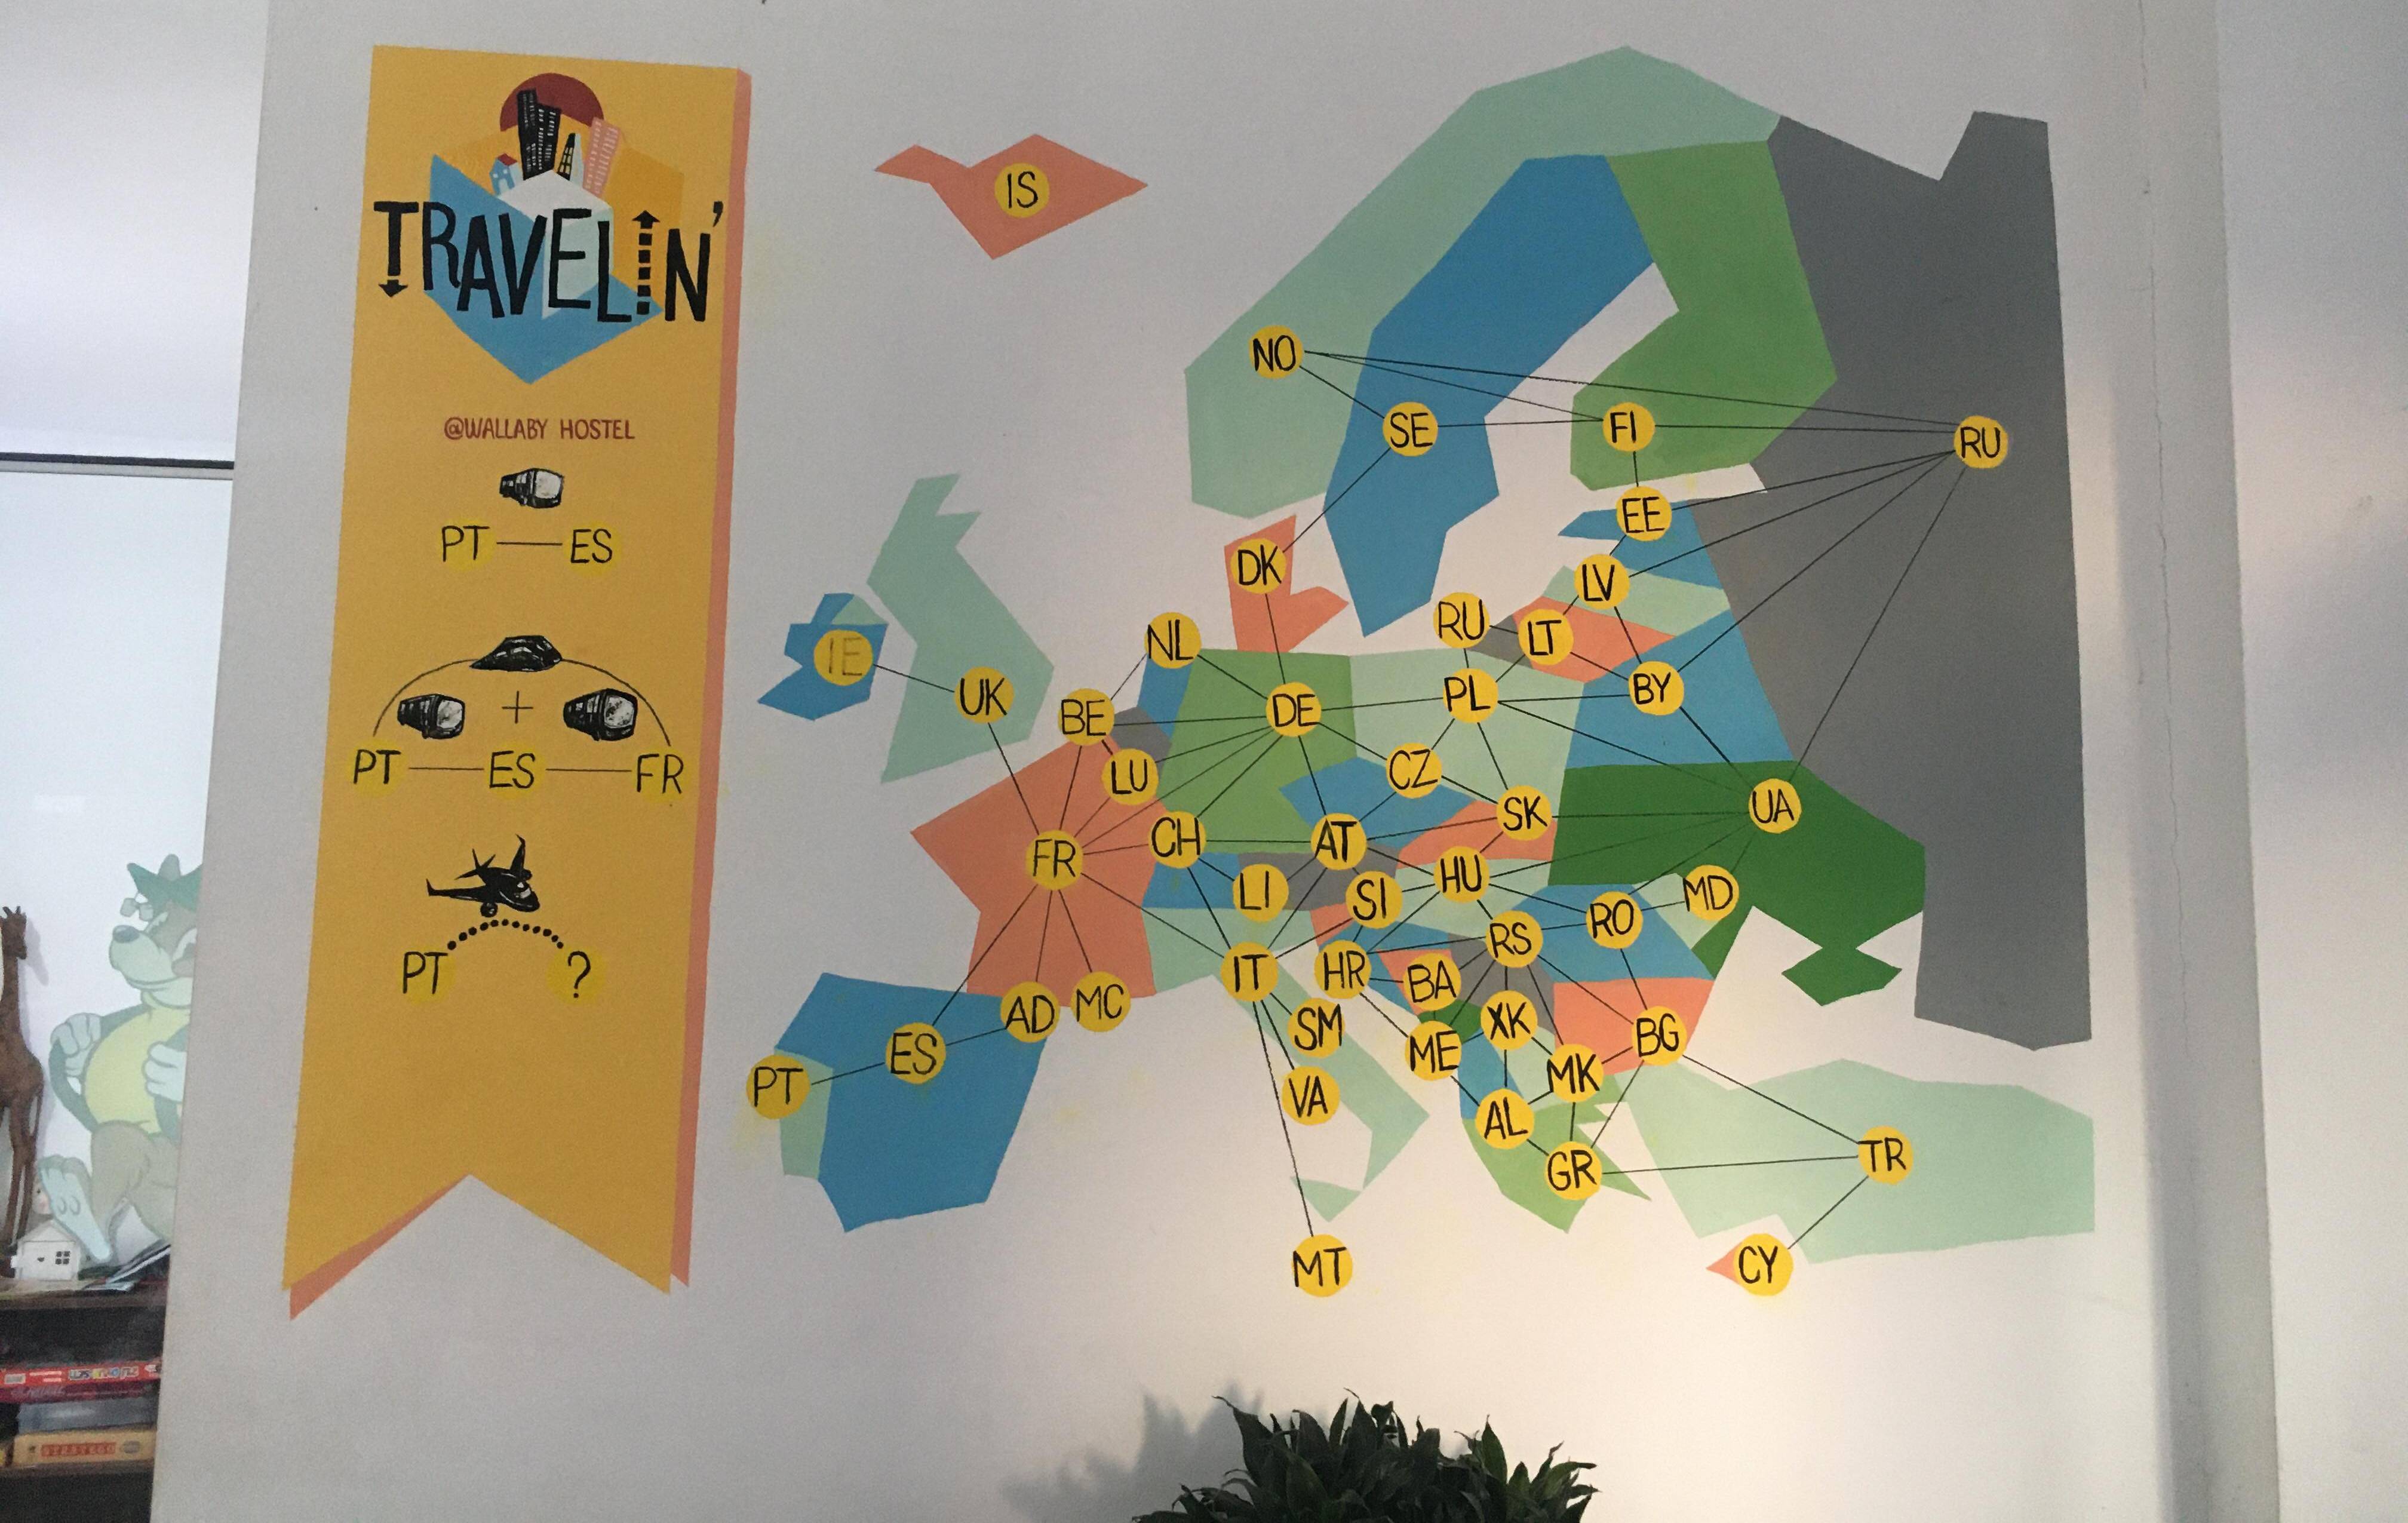 TRAVELIN'
@WALLABY HOSTEL
PT — ES
+
PT — ES — FR
PT ?
IS
NO
SE FI RU
EE
DK LV
NL RU LT
IE UK BE DE PL BY
LU CZ
FR CH AT SK UA
LI SI HU MD
RO
IT HR BA RS
AD MC SM XK BG
PT ES ME MK
VA AL
GR TR
MT CY
STRATEGO